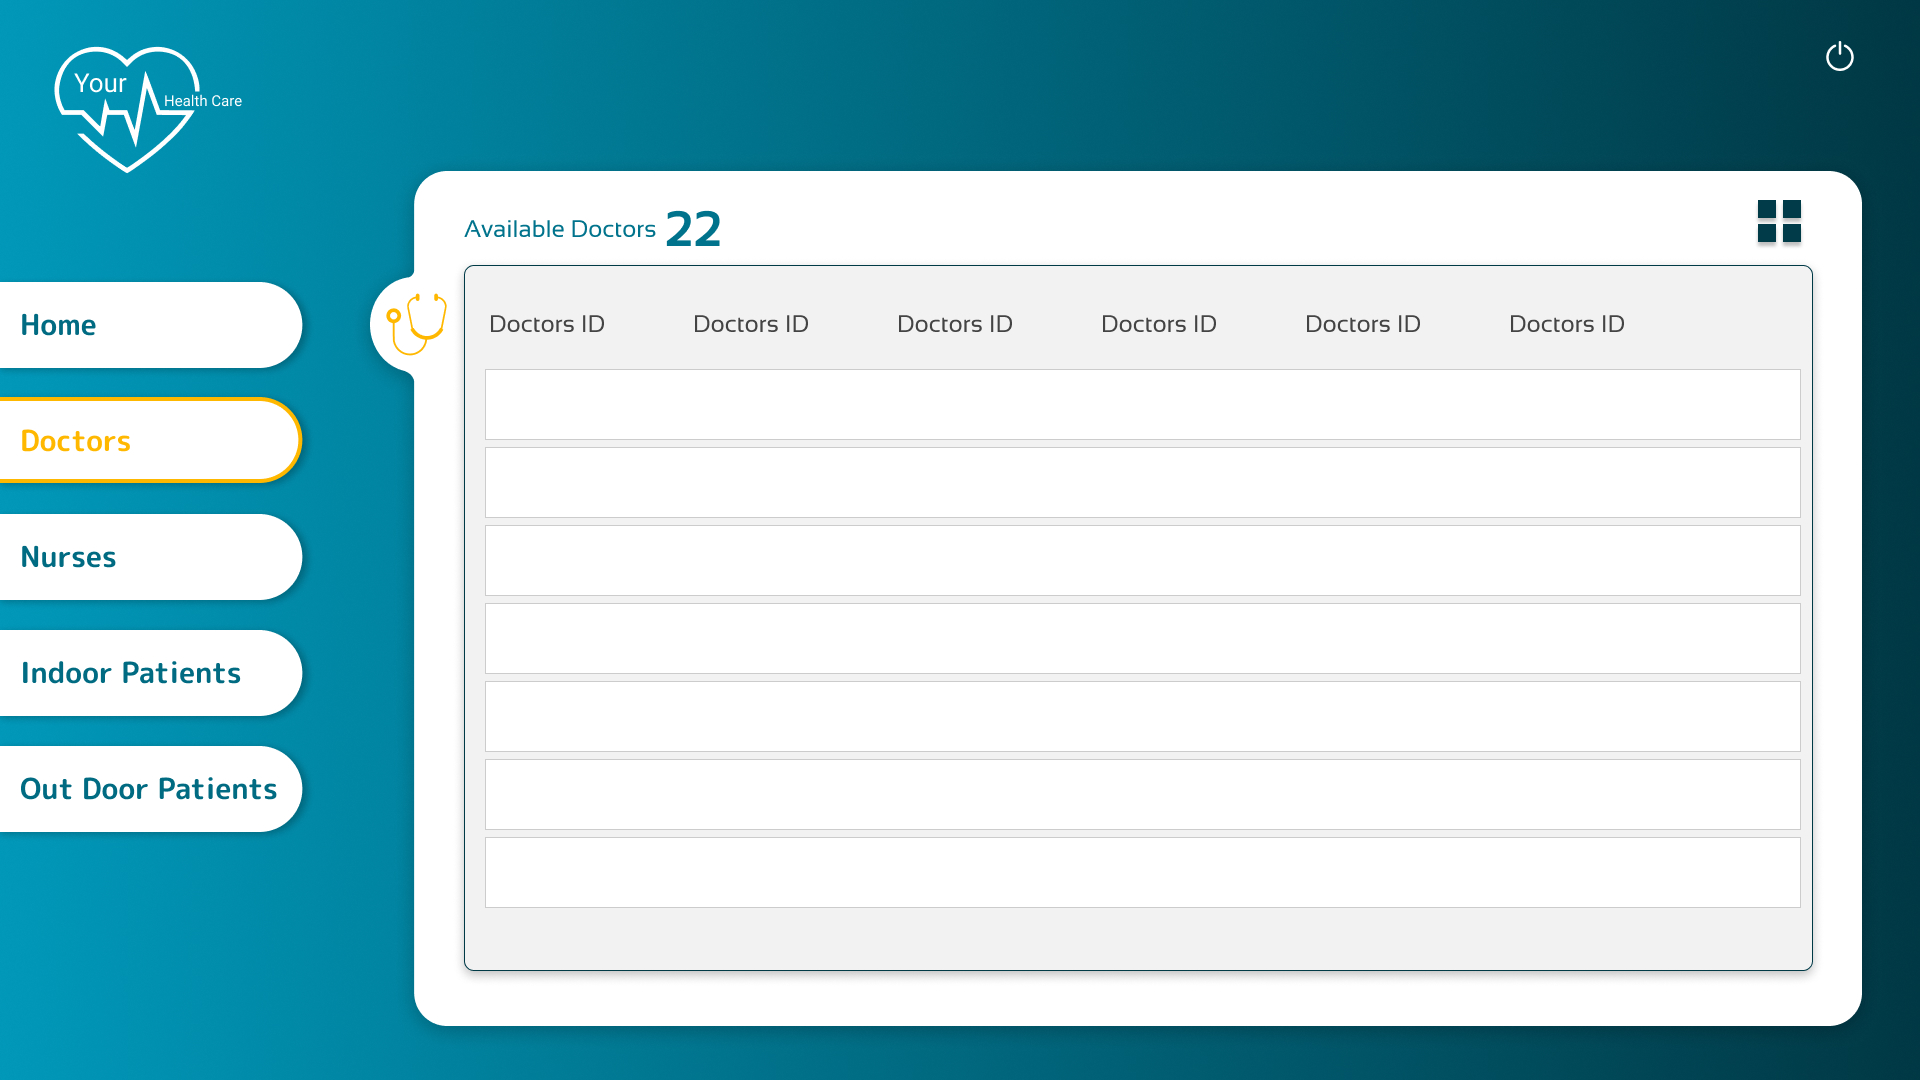 Your
Health Care
Available Doctors 22
Doctors ID Doctors ID Doctors ID Doctors ID Doctors ID Doctors ID
Home
Doctors
Nurses
Indoor Patients
Out Door Patients